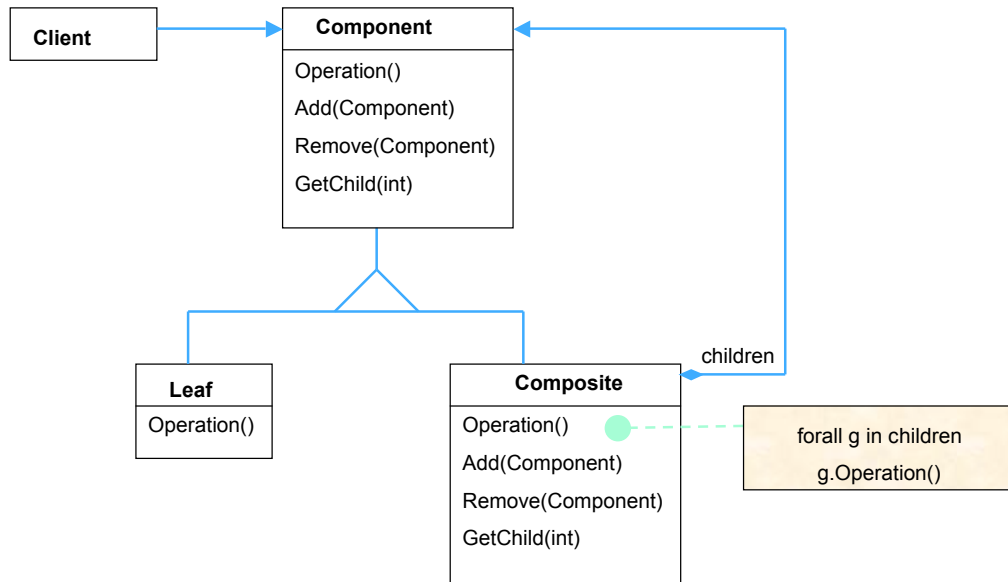 Client
Component
Operation()
Add(Component)
Remove(Component)
GetChild(int)
children
Leaf
Operation()
Composite
Operation()
Add(Component)
Remove(Component)
GetChild(int)
forall g in children
g.Operation()